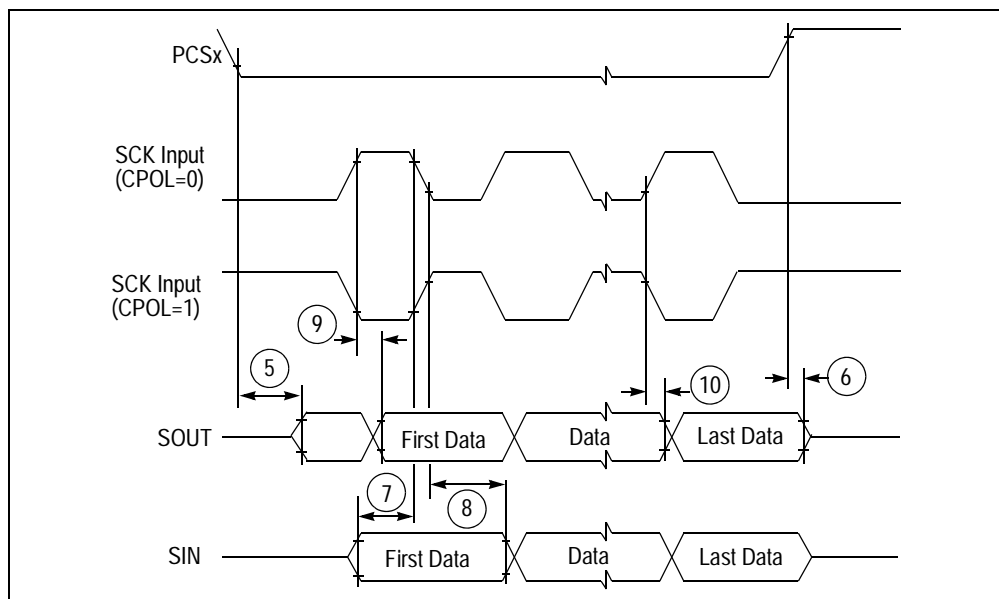 PCSx
SCK Input
(CPOL=0)
SCK Input
(CPOL=1)
9
5
10
6
SOUT
First Data
Data
Last Data
7
8
SIN
First Data
Data
Last Data